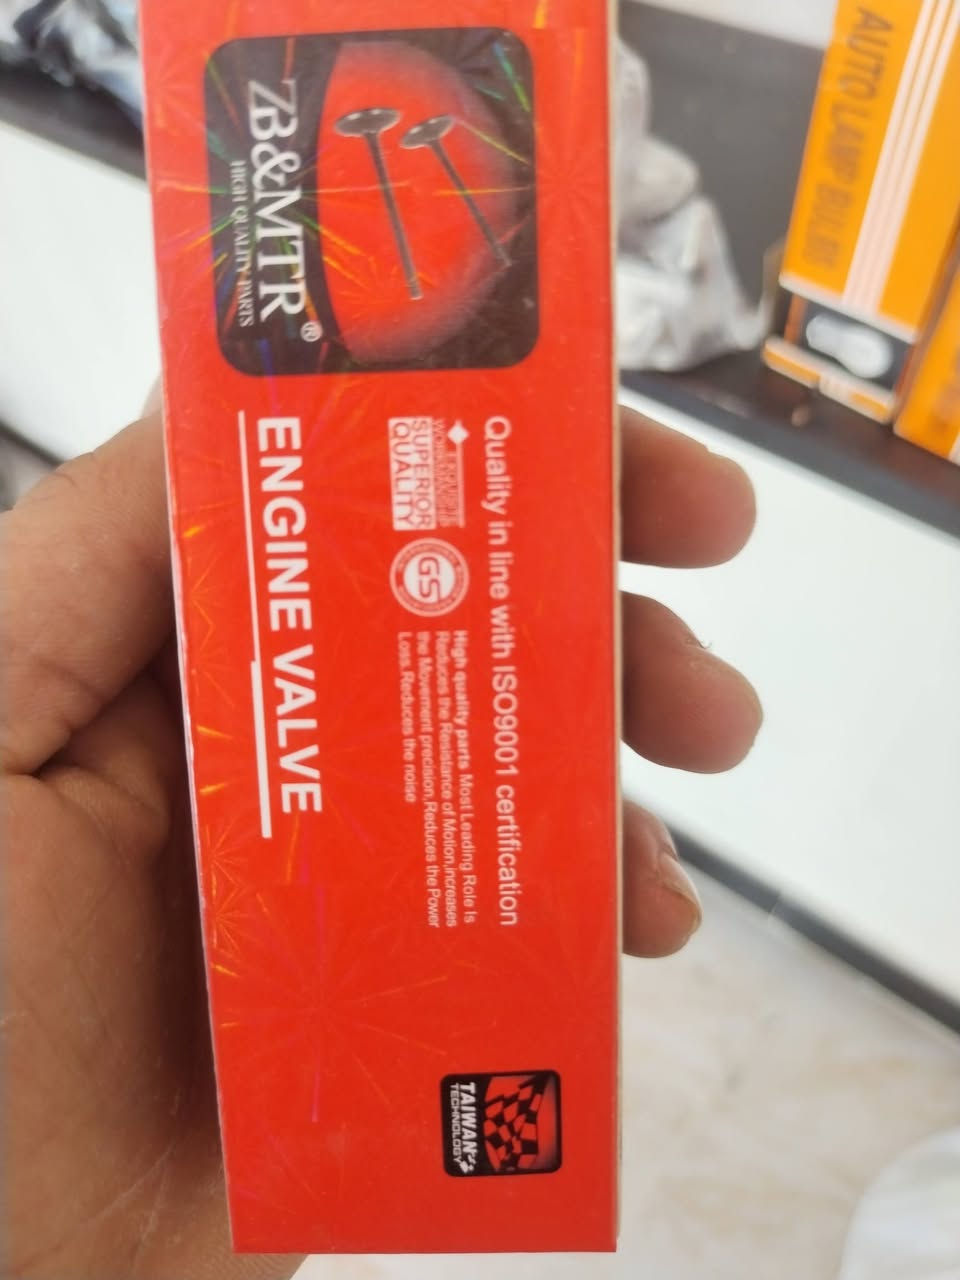 ZB&MTR®
HIGH QUALITY PARTS
Quality in line with ISO9001 certification
SUPERIOR
QUALITY
GS
High quality parts Most Leading Role Is
Reduces the Resistance of Motion,increases
the Movement precision,Reduces the Power
Loss,Reduces the noise
ENGINE VALVE
TAIWAN
TECHNOLOGY
AUTO LAMP BULBS